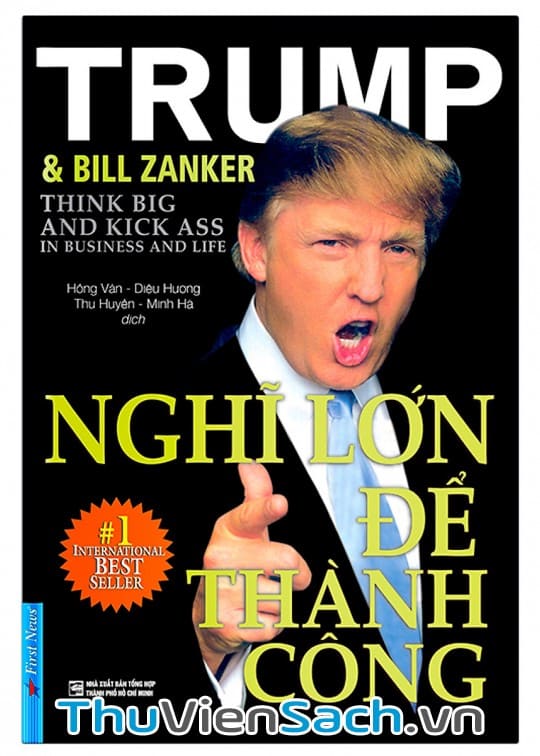 TRUMP
& BILL ZANKER
THINK BIG
AND KICK ASS
IN BUSINESS AND LIFE
Hồng Vân - Diệu Hương
Thu Huyện - Minh Hà
dịch
NGHĨ LỚN
ĐỂ
THÀNH
CÔNG
#1
INTERNATIONAL
BEST
SELLER
First News
NHÀ XUẤT BẢN TỔNG HỢP
THÀNH PHỐ HỒ CHÍ MINH
ThuVienSach.vn